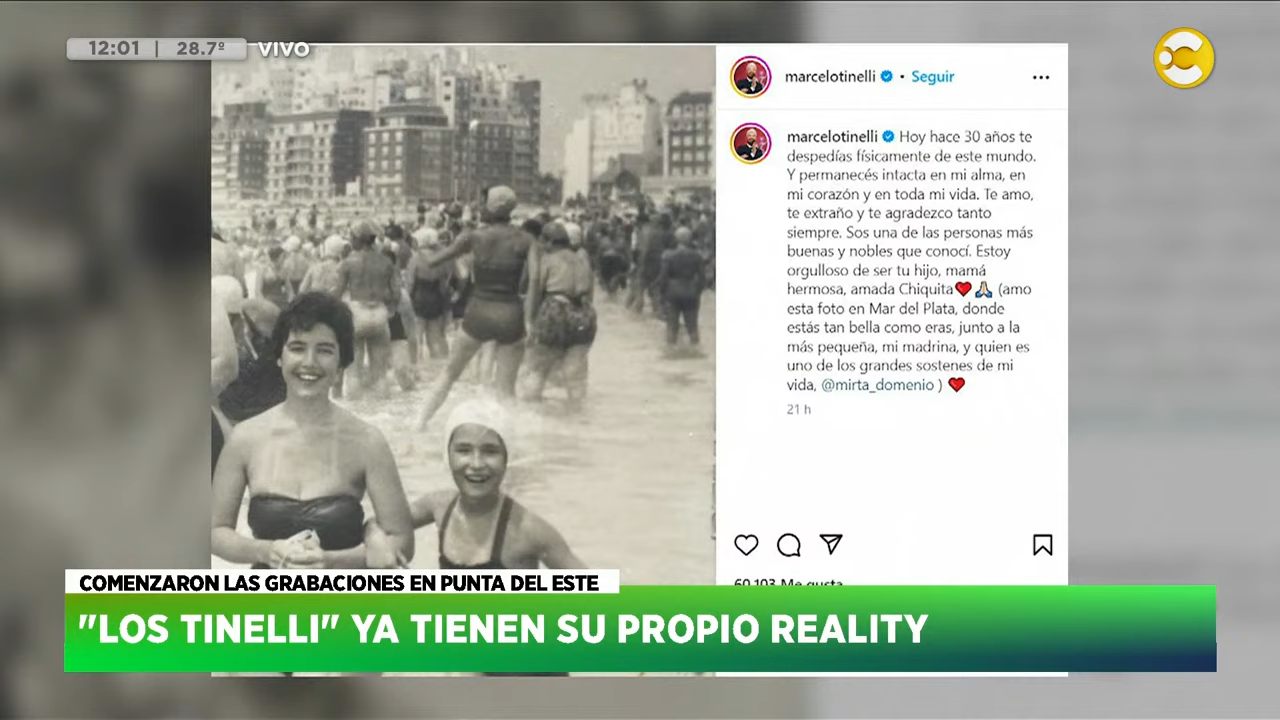 12:01 | 28.7º VIVO
marcelotinelli • Seguir
marcelotinelli Hoy hace 30 años te
despedías físicamente de este mundo.
Y permanecés intacta en mi alma, en
mi corazón y en toda mi vida. Te amo,
te extraño y te agradezco tanto
siempre. Sos una de las personas más
buenas y nobles que conocí. Estoy
orgulloso de ser tu hijo, mamá
hermosa, amada Chiquita❤️🙏🏻 (amo
esta foto en Mar del Plata, donde
estás tan bella como eras, junto a la
más pequeña, mi madrina, y quien es
uno de los grandes sostenes de mi
vida, @mirta_domenio ) ❤️
21 h
60.103 Me gusta
COMENZARON LAS GRABACIONES EN PUNTA DEL ESTE
"LOS TINELLI" YA TIENEN SU PROPIO REALITY